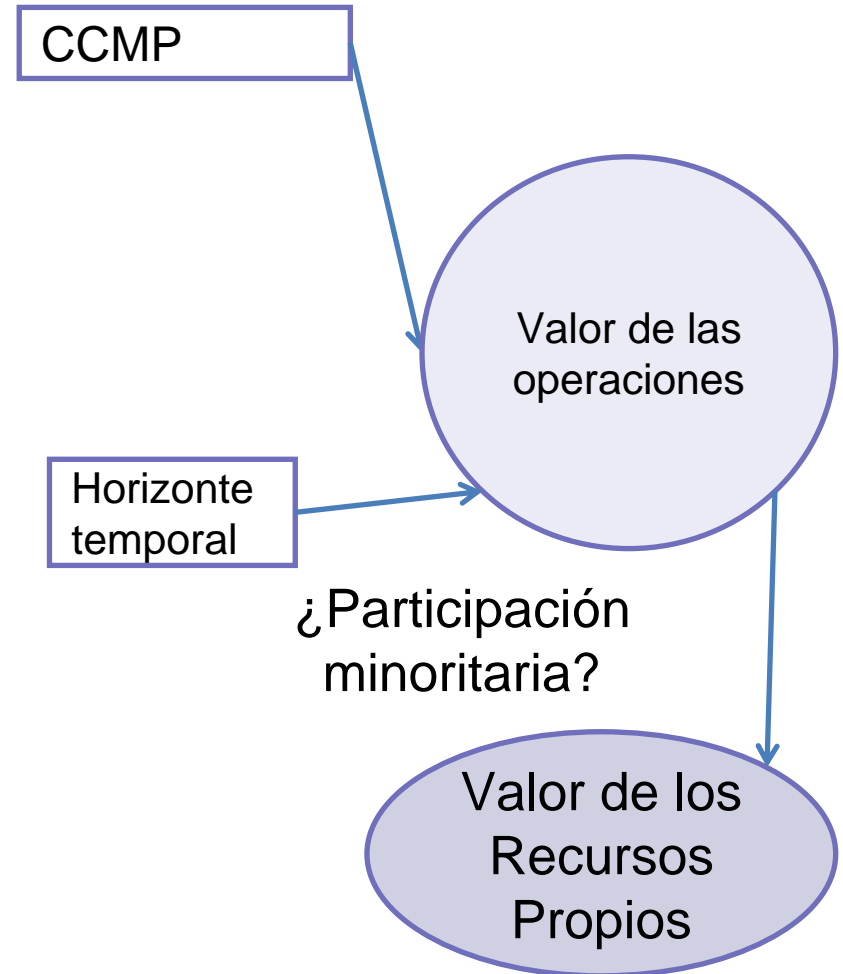 CCMP
Valor de las
operaciones
Horizonte
temporal
¿Participación
minoritaria?
Valor de los
Recursos
Propios